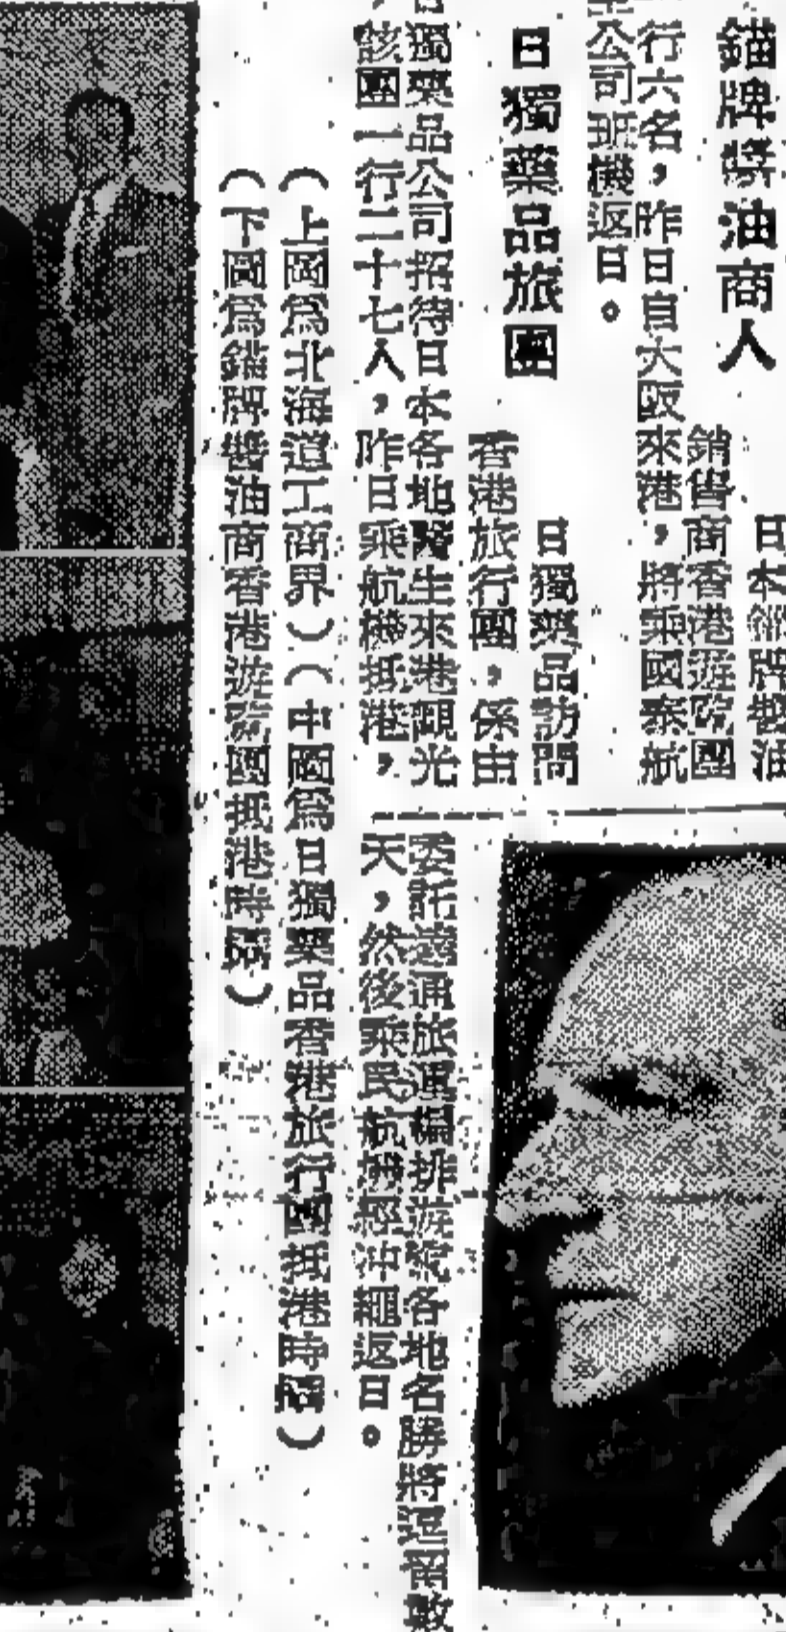 錨牌醬油商人
日本錨牌醬油
銷售商香港遊覽團
行六名，昨日自大阪來港，將乘國泰航
空公司班機返日。
日獨藥品旅團
日獨藥品訪問
香港旅行團，係由
日獨藥品公司招待日本各地醫生來港觀光
，該團一行二十七人，昨日乘航機抵港，
委託通旅運編排遊覽各地名勝將逗留數
天，然後乘民航機經沖繩返日。
（上圖爲北海道工商界）（中圖爲日獨藥品香港旅行團抵港時攝）
（下圖爲錨牌醬油商香港遊覽團抵港時攝）